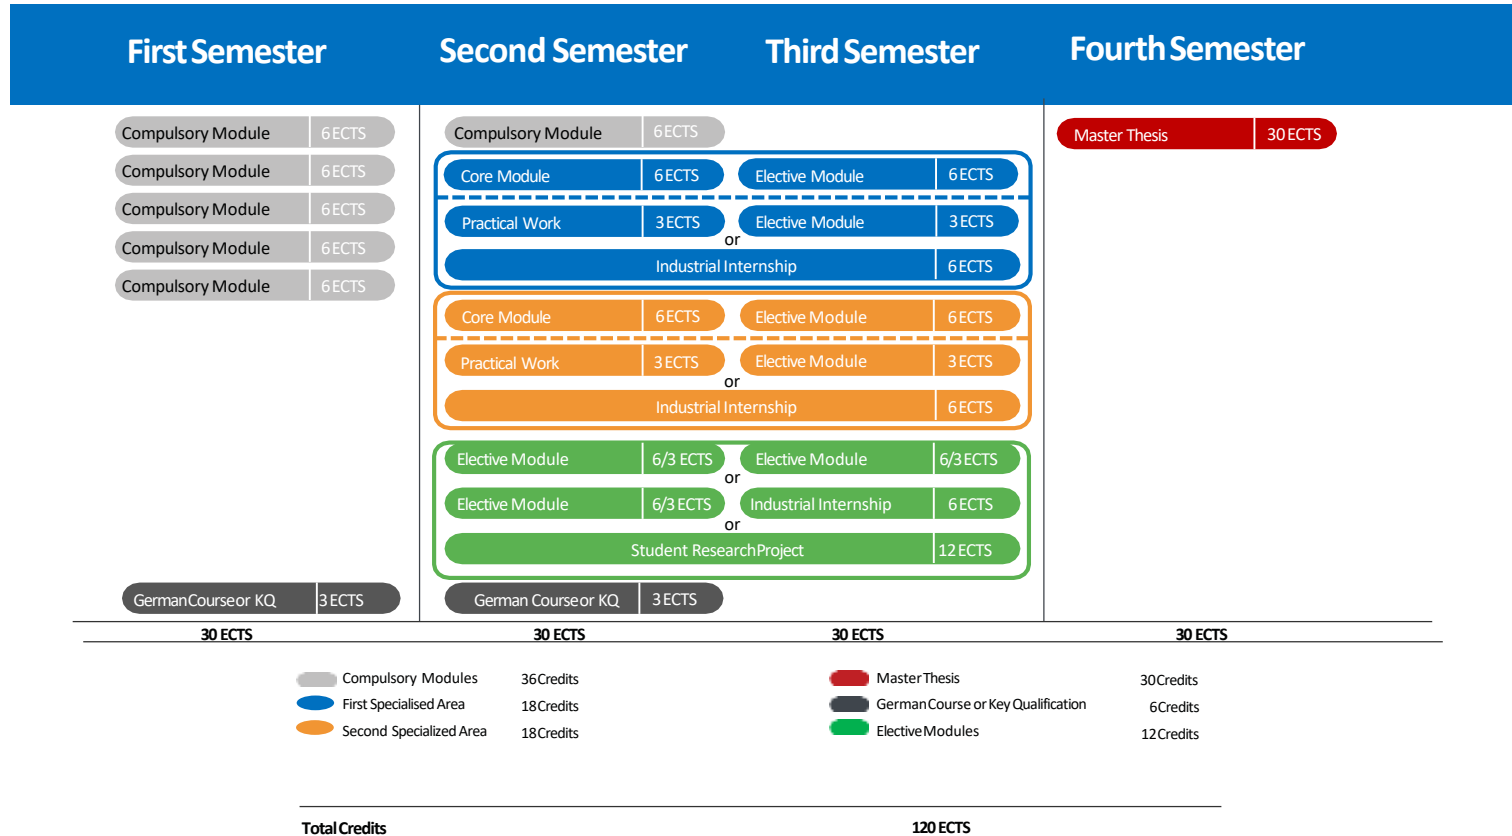 First Semester Second Semester Third Semester Fourth Semester
Compulsory Module 6 ECTS
Compulsory Module 6 ECTS
Compulsory Module 6 ECTS
Compulsory Module 6 ECTS
Compulsory Module 6 ECTS
German Course or KQ 3 ECTS
Compulsory Module 6 ECTS
Core Module 6 ECTS Elective Module 6 ECTS
Practical Work 3 ECTS Elective Module 3 ECTS
or
Industrial Internship 6 ECTS
Core Module 6 ECTS Elective Module 6 ECTS
Practical Work 3 ECTS Elective Module 3 ECTS
or
Industrial Internship 6 ECTS
Elective Module 6/3 ECTS Elective Module 6/3 ECTS
or
Elective Module 6/3 ECTS Industrial Internship 6 ECTS
or
Student Research Project 12 ECTS
German Course or KQ 3 ECTS
Master Thesis 30 ECTS
30 ECTS 30 ECTS 30 ECTS 30 ECTS
Compulsory Modules 36 Credits
First Specialised Area 18 Credits
Second Specialized Area 18 Credits
Master Thesis 30 Credits
German Course or Key Qualification 6 Credits
Elective Modules 12 Credits
Total Credits 120 ECTS